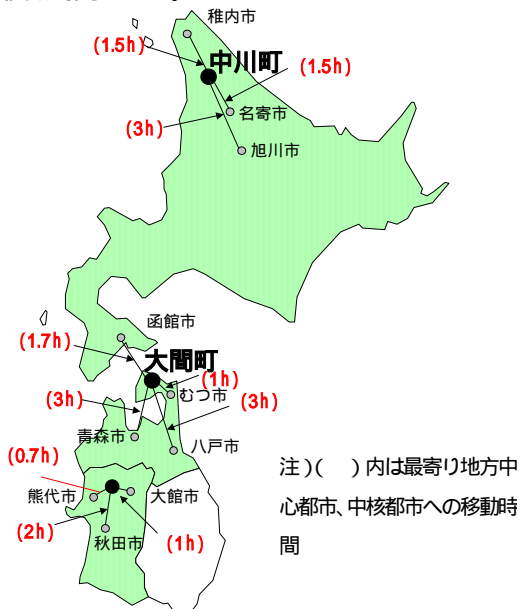 稚内市
(1.5h)
中川町
(1.5h)
名寄市
(3h)
旭川市
函館市
(1.7h)
大間町
(1h)
(3h)
むつ市
(3h)
青森市
八戸市
(0.7h)
熊代市
大館市
(2h)
(1h)
秋田市
注)(　)内は最寄り地方中
心都市、中核都市への移動時
間